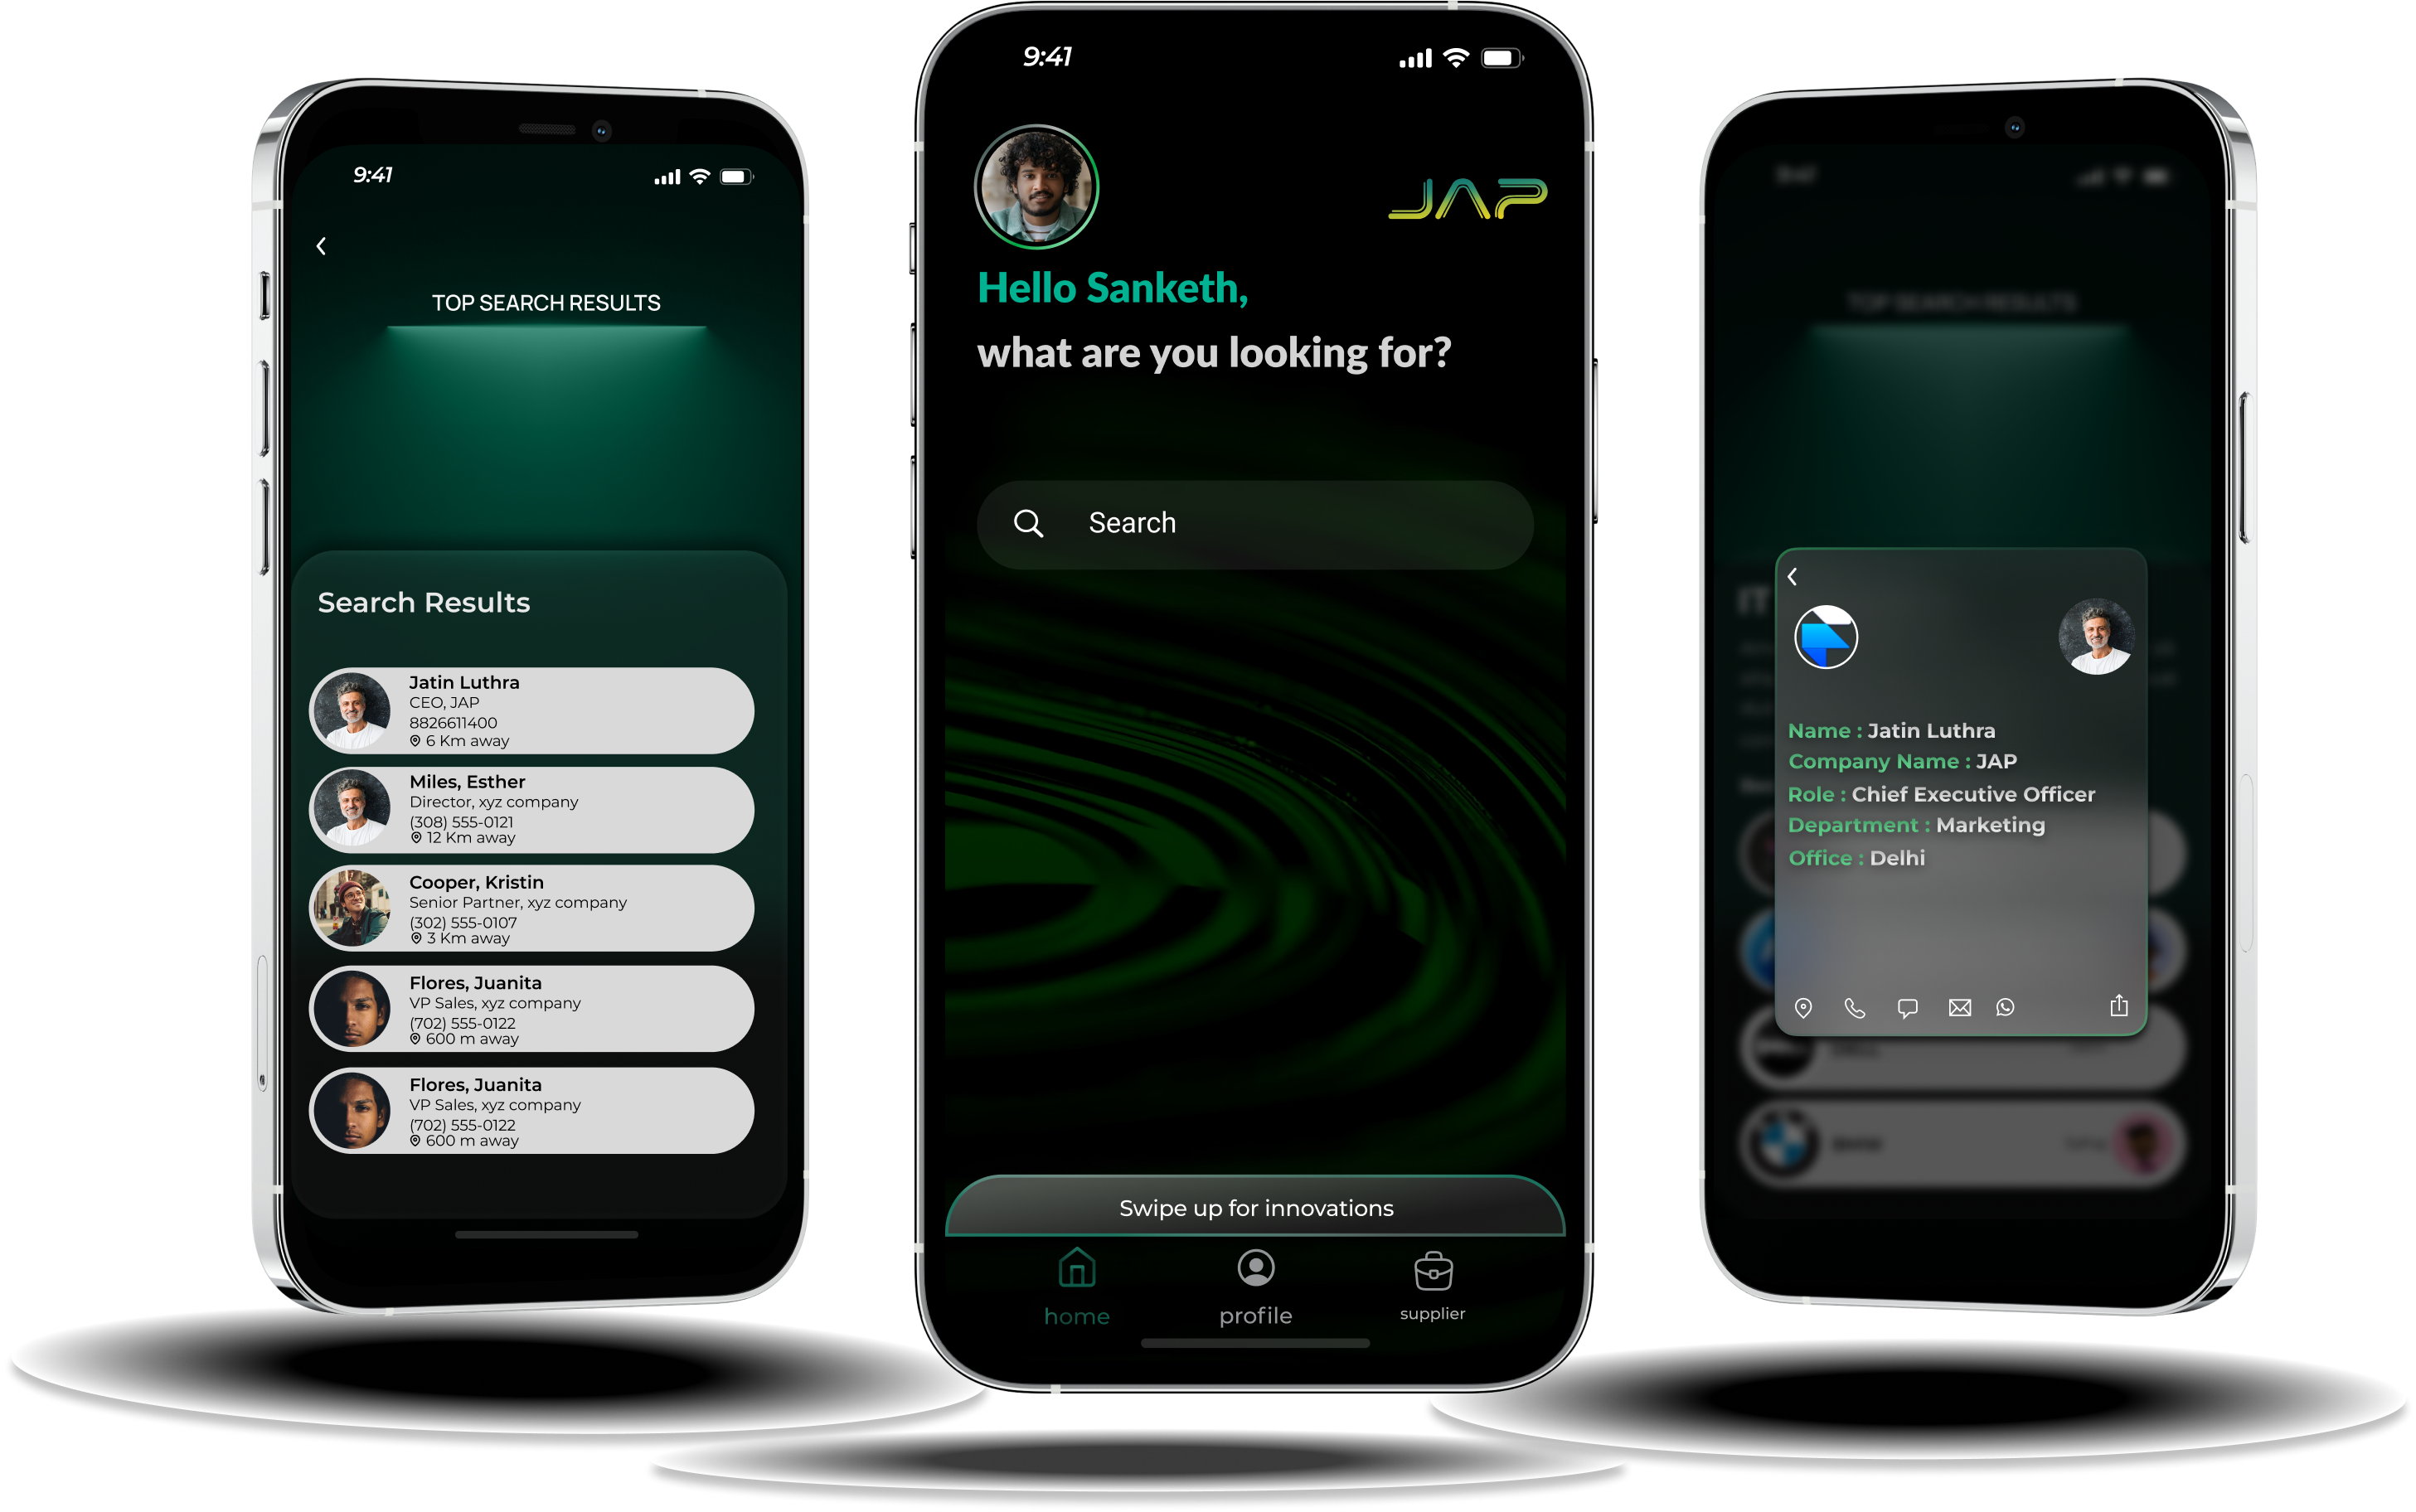 9:41
TOP SEARCH RESULTS
Search Results
Jatin Luthra
CEO, JAP
8826611400
6 Km away
Miles, Esther
Director, xyz company
(308) 555-0121
12 Km away
Cooper, Kristin
Senior Partner, xyz company
(302) 555-0107
3 Km away
Flores, Juanita
VP Sales, xyz company
(702) 555-0122
600 m away
Flores, Juanita
VP Sales, xyz company
(702) 555-0122
600 m away
9:41
JAP
Hello Sanketh,
what are you looking for?
Search
Swipe up for innovations
home
profile
supplier
TOP SEARCH RESULTS
IT
Name : Jatin Luthra
Company Name : JAP
Role : Chief Executive Officer
Department : Marketing
Office : Delhi